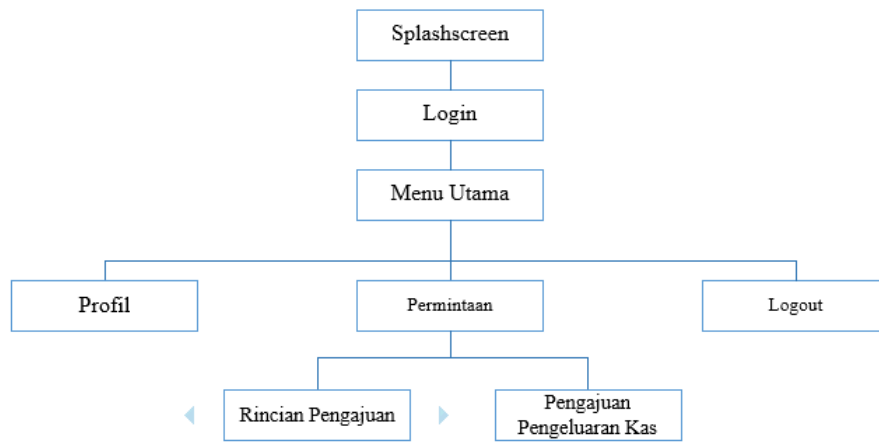 Splashscreen
Login
Menu Utama
Profil
Permintaan
Logout
Rincian Pengajuan
Pengajuan
Pengeluaran Kas